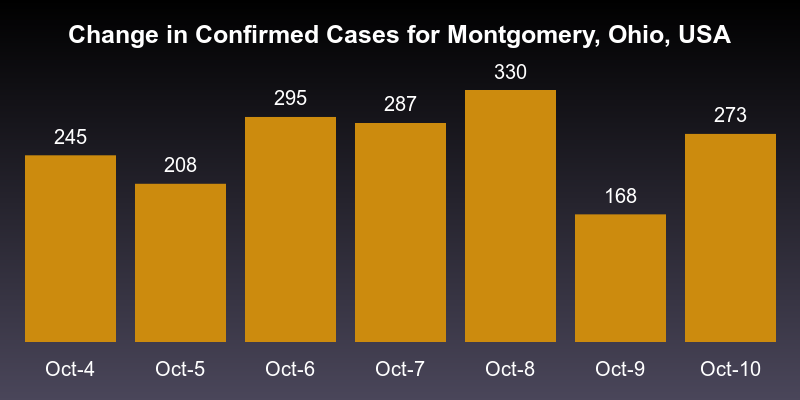 Change in Confirmed Cases for Montgomery, Ohio, USA
245 208 295 287 330 168 273
Oct-4 Oct-5 Oct-6 Oct-7 Oct-8 Oct-9 Oct-10